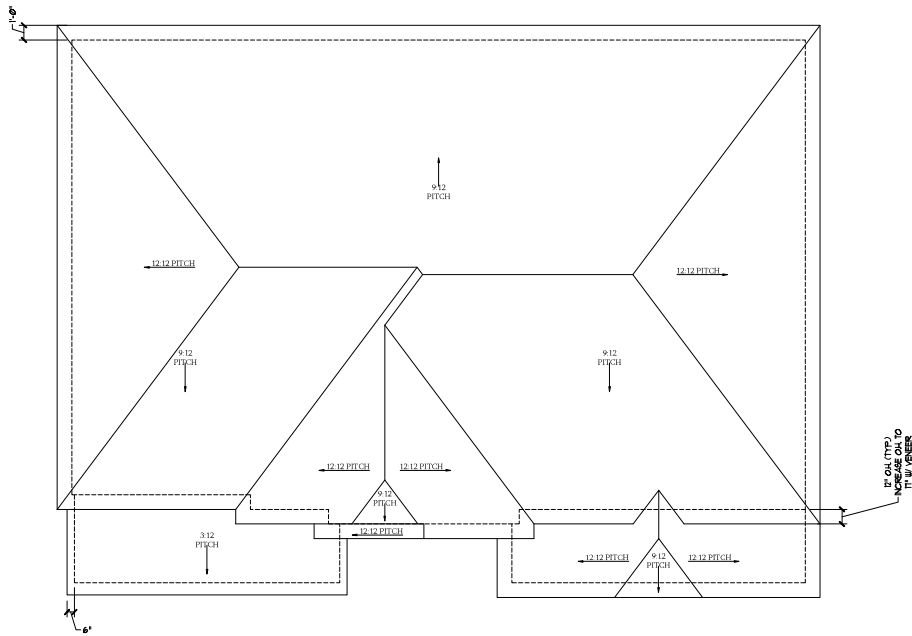 1'-0"
9:12
PITCH
12:12 PITCH
12:12 PITCH
9:12
PITCH
9:12
PITCH
12:12 PITCH
12:12 PITCH
9:12
PITCH
12:12 PITCH
3:12
PITCH
12:12 PITCH
9:12
PITCH
12:12 PITCH
12" O.H. (TYP.)
INCREASE O.H. TO
17" W/ VENEER
6"